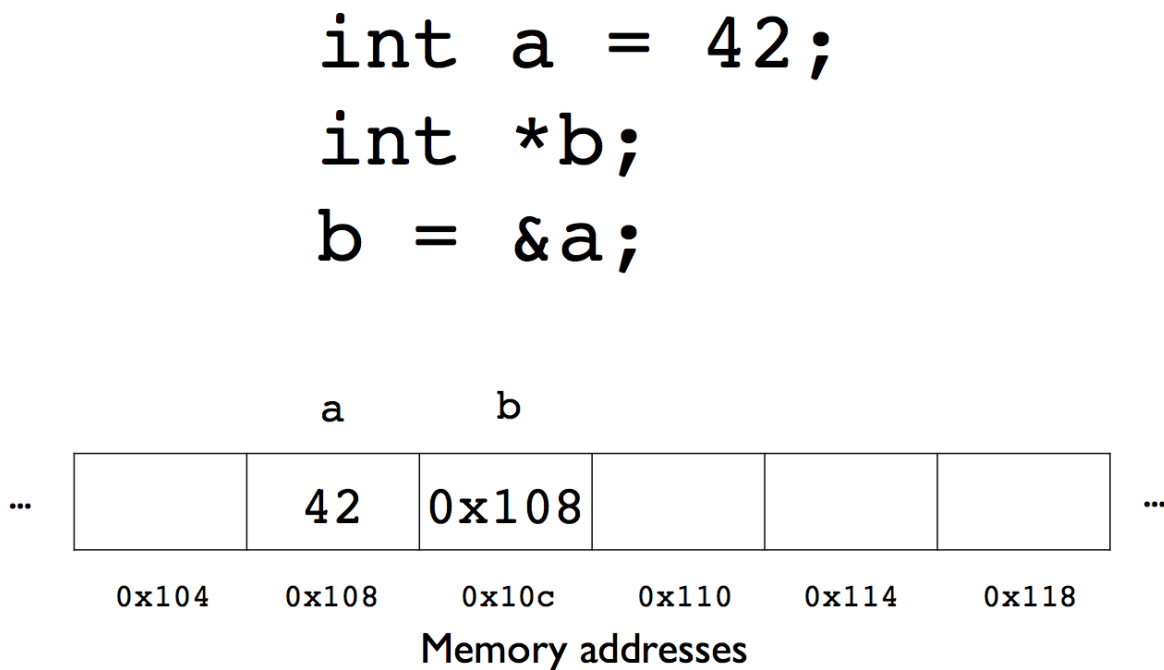 int a = 42;
int *b;
b = &a;
a b
… 42 0x108 …
0x104 0x108 0x10c 0x110 0x114 0x118
Memory addresses